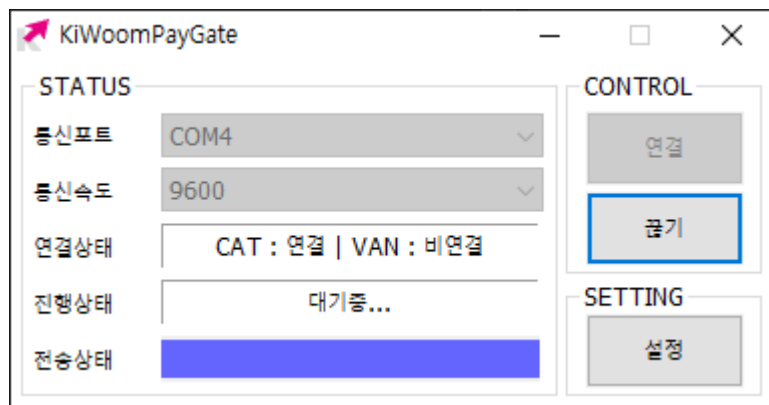 KiWoomPayGate
STATUS
통신포트 COM4
통신속도 9600
연결상태 CAT : 연결 | VAN : 비연결
진행상태 대기중...
전송상태
CONTROL
연결
끊기
SETTING
설정